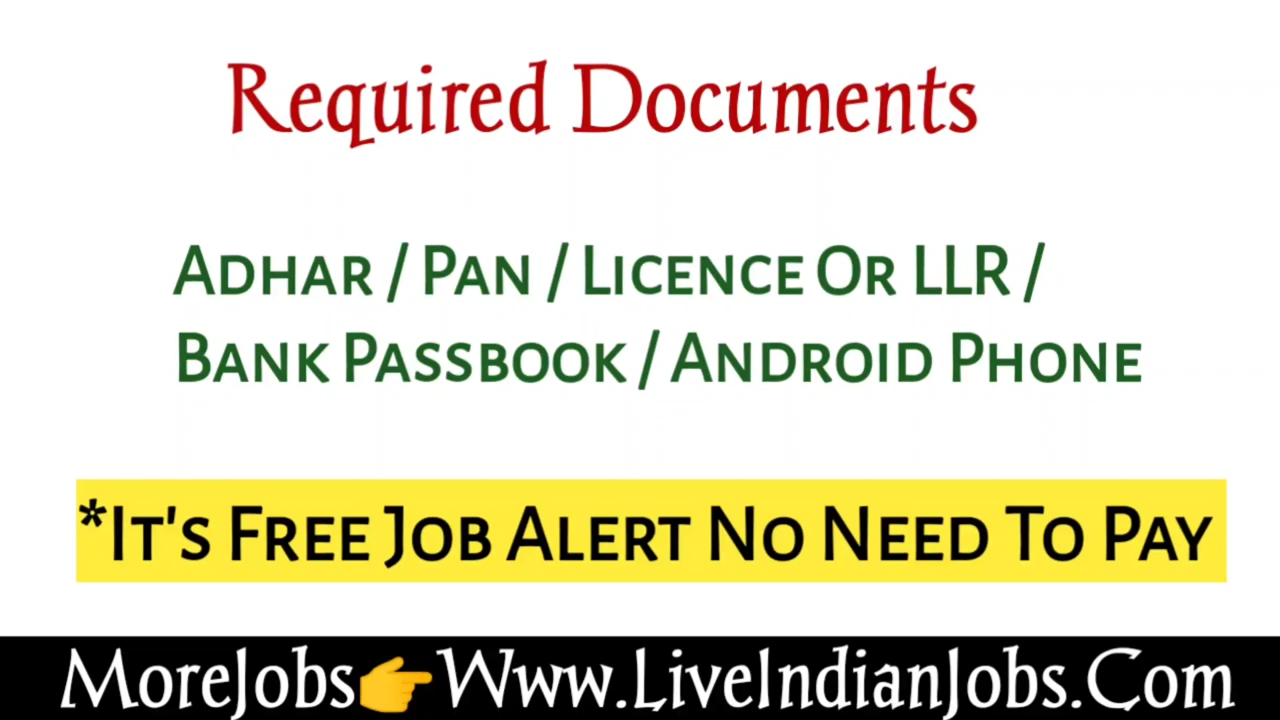 Required Documents
Adhar / Pan / Licence Or LLR /
Bank Passbook / Android Phone
*It's Free Job Alert No Need To Pay
MoreJobs👉Www.LiveIndianJobs.Com